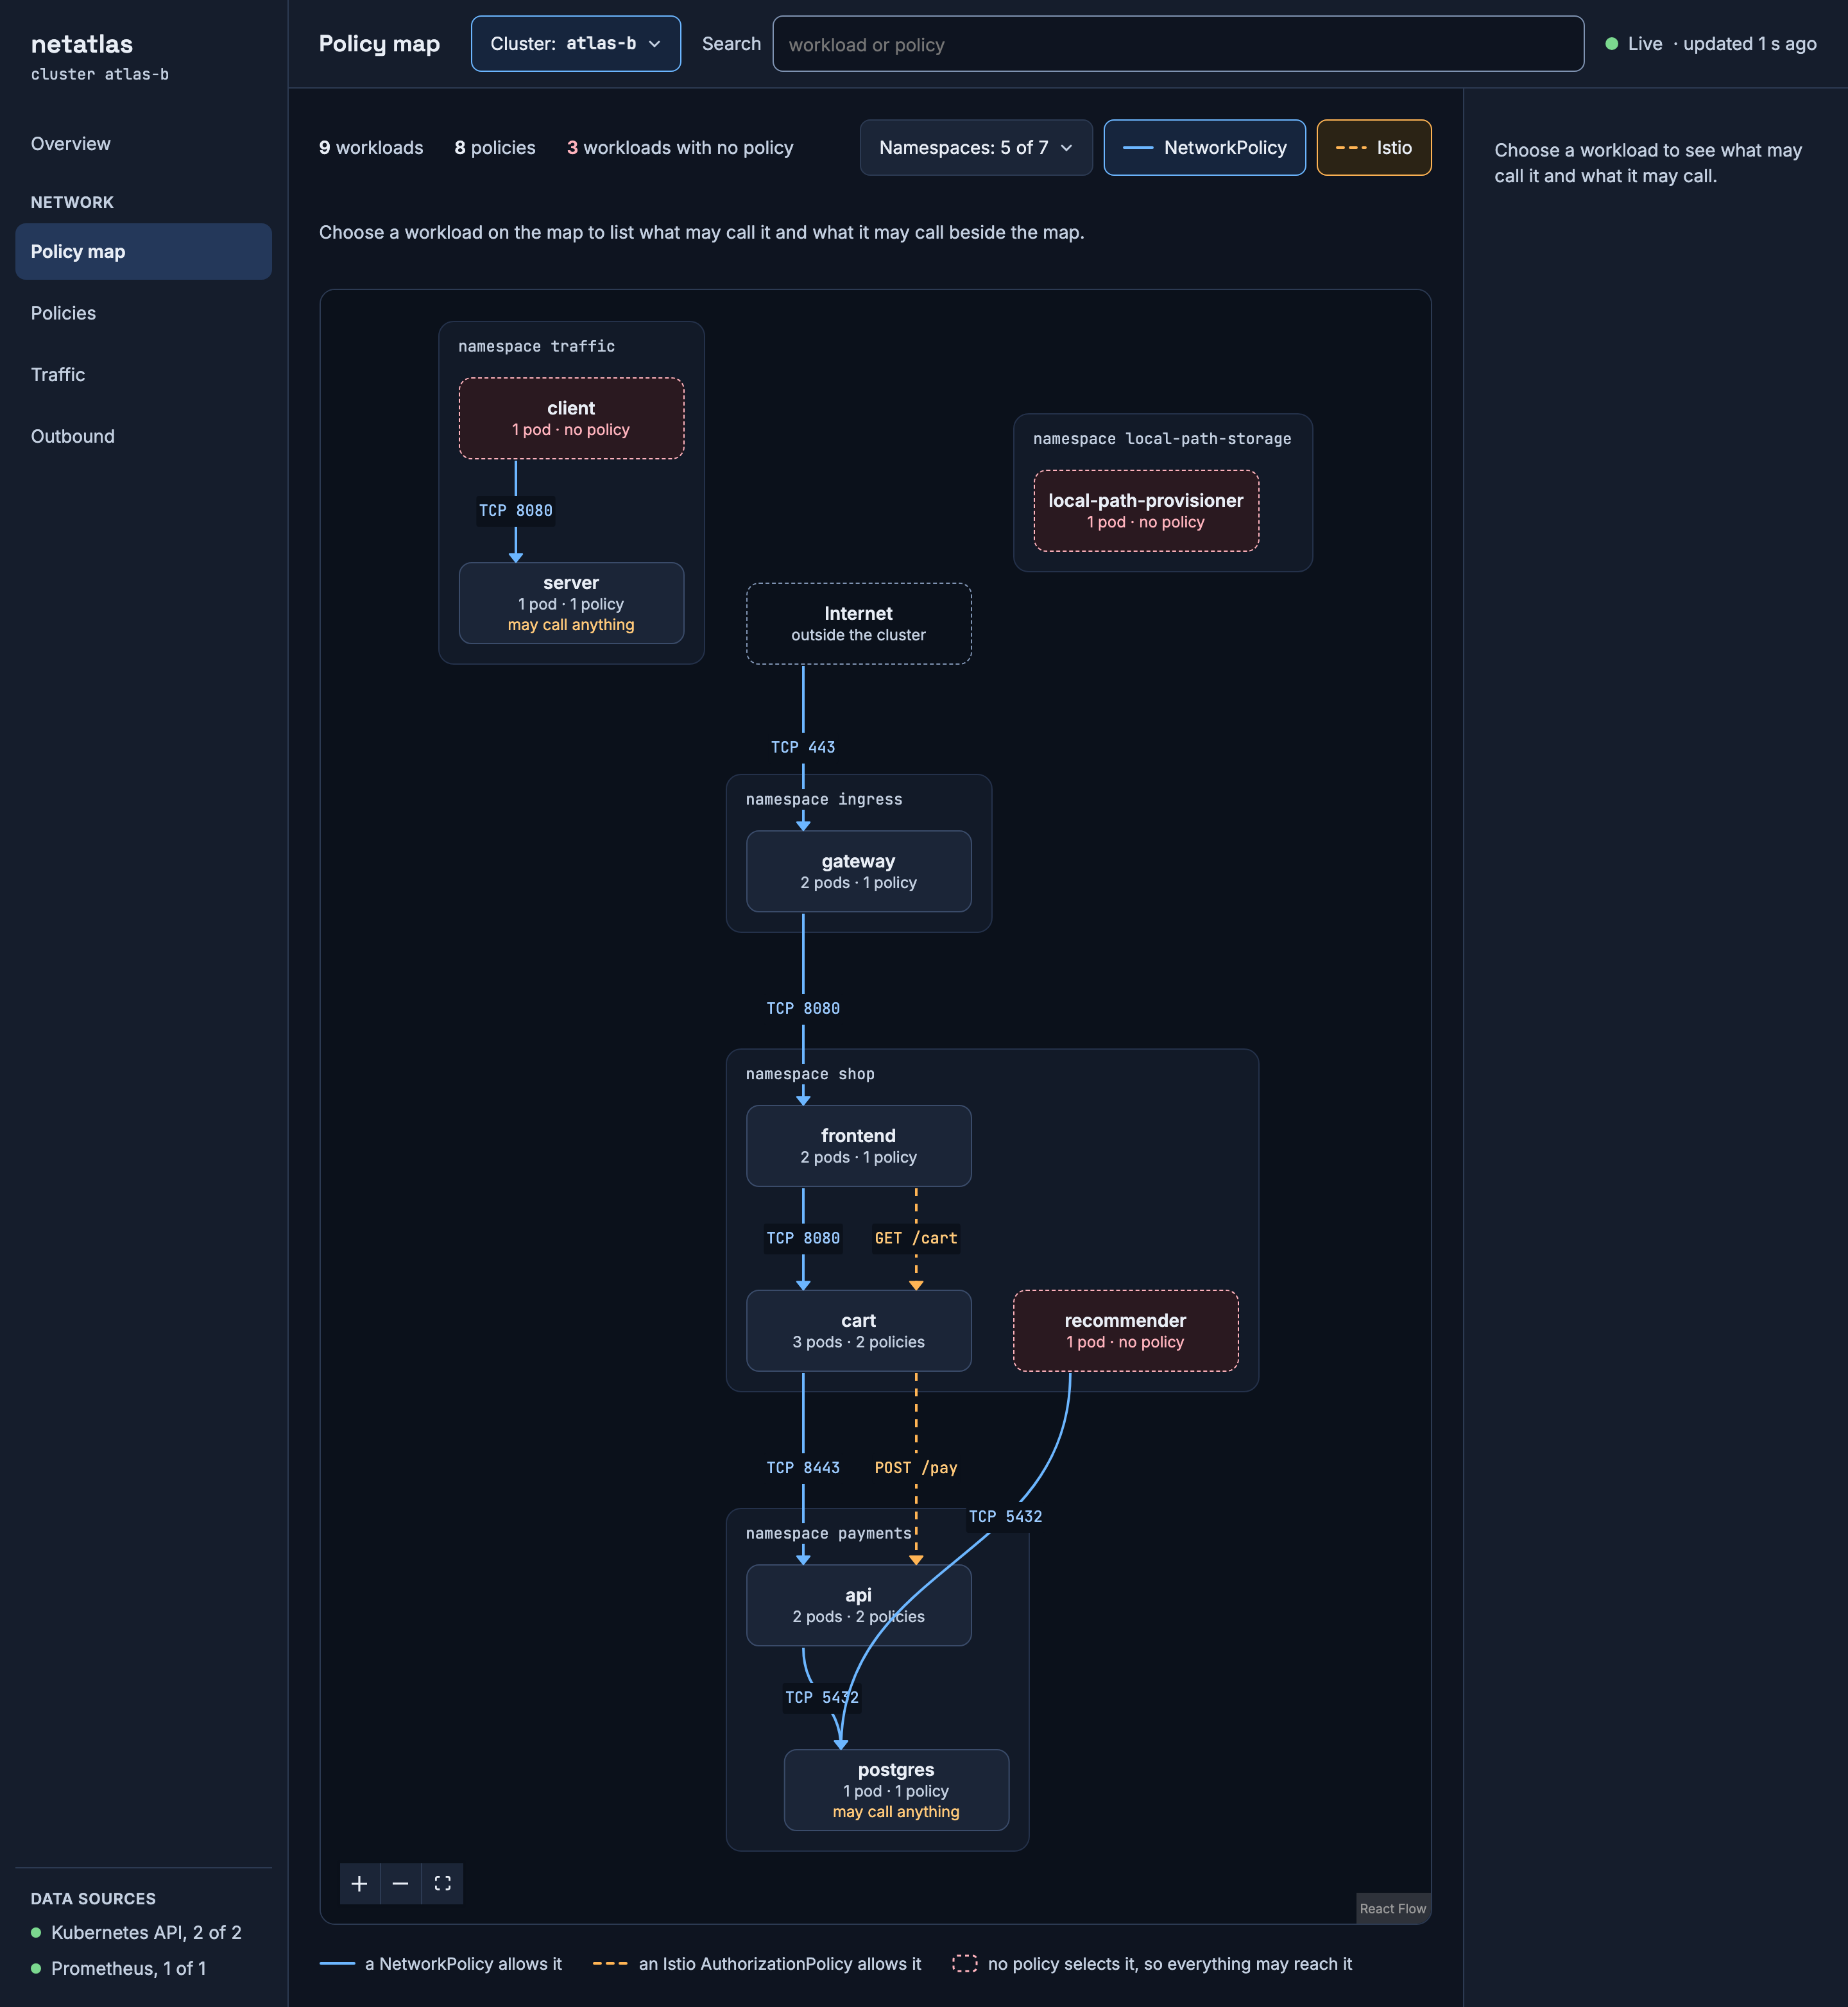 netatlas
cluster atlas-b
Overview
NETWORK
Policy map
Policies
Traffic
Outbound
DATA SOURCES
Kubernetes API, 2 of 2
Prometheus, 1 of 1
Policy map
Cluster: atlas-b
Search
workload or policy
Live · updated 1 s ago
9 workloads
8 policies
3 workloads with no policy
Namespaces: 5 of 7
NetworkPolicy
Istio
Choose a workload on the map to list what may call it and what it may call beside the map.
namespace traffic
client
1 pod · no policy
TCP 8080
server
1 pod · 1 policy
may call anything
namespace local-path-storage
local-path-provisioner
1 pod · no policy
Internet
outside the cluster
TCP 443
namespace ingress
gateway
2 pods · 1 policy
TCP 8080
namespace shop
frontend
2 pods · 1 policy
TCP 8080
GET /cart
cart
3 pods · 2 policies
recommender
1 pod · no policy
TCP 8443
POST /pay
TCP 5432
namespace payments
api
2 pods · 2 policies
TCP 5432
postgres
1 pod · 1 policy
may call anything
React Flow
a NetworkPolicy allows it
an Istio AuthorizationPolicy allows it
no policy selects it, so everything may reach it
Choose a workload to see what may
call it and what it may call.